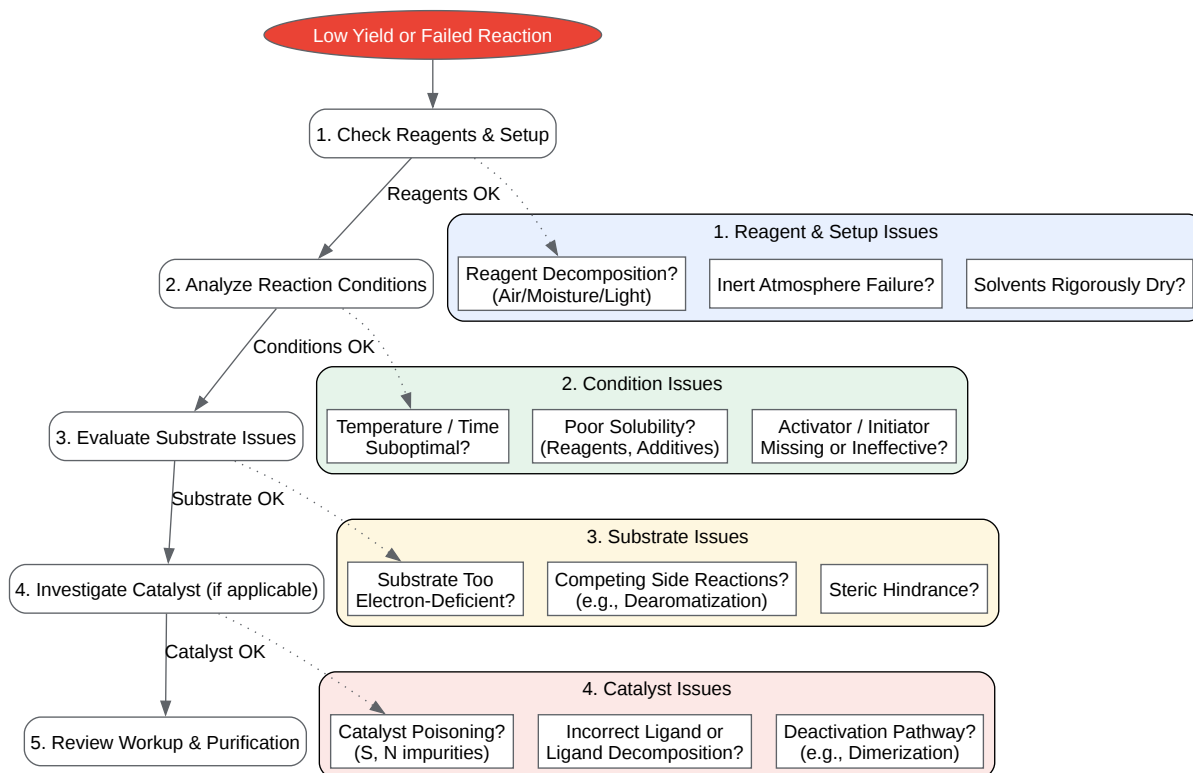 Low Yield or Failed Reaction
1. Check Reagents & Setup
Reagents OK
1. Reagent & Setup Issues
Reagent Decomposition?
(Air/Moisture/Light)
Inert Atmosphere Failure?
Solvents Rigorously Dry?
2. Analyze Reaction Conditions
Conditions OK
2. Condition Issues
Temperature / Time
Suboptimal?
Poor Solubility?
(Reagents, Additives)
Activator / Initiator
Missing or Ineffective?
3. Evaluate Substrate Issues
Substrate OK
3. Substrate Issues
Substrate Too
Electron-Deficient?
Competing Side Reactions?
(e.g., Dearomatization)
Steric Hindrance?
4. Investigate Catalyst (if applicable)
Catalyst OK
4. Catalyst Issues
Catalyst Poisoning?
(S, N impurities)
Incorrect Ligand or
Ligand Decomposition?
Deactivation Pathway?
(e.g., Dimerization)
5. Review Workup & Purification